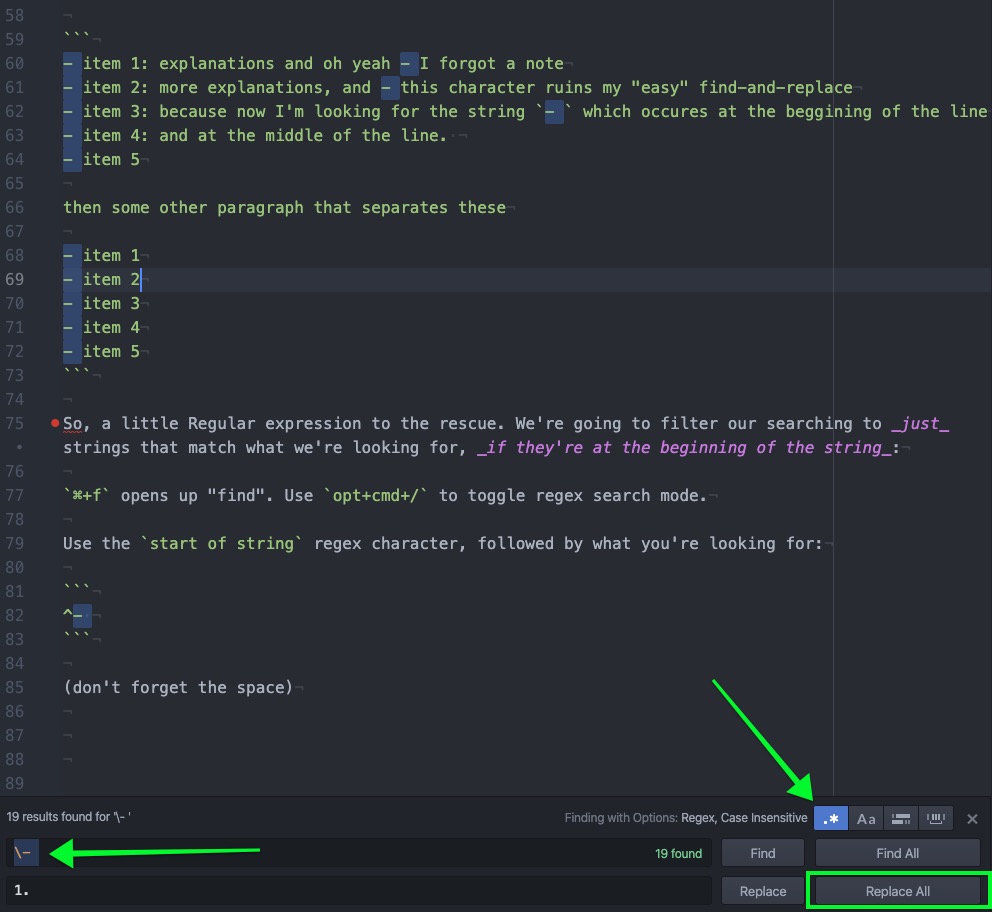 58
59 ```
60 - item 1: explanations and oh yeah - I forgot a note
61 - item 2: more explanations, and - this character ruins my "easy" find-and-replace
62 - item 3: because now I'm looking for the string `- ` which occures at the beggining of the line
63 - item 4: and at the middle of the line.
64 - item 5
65
66 then some other paragraph that separates these
67
68 - item 1
69 - item 2
70 - item 3
71 - item 4
72 - item 5
73 ```
74
75 So, a little Regular expression to the rescue. We're going to filter our searching to _just_
• strings that match what we're looking for, _if they're at the beginning of the string_:
76
77 `⌘+f` opens up "find". Use `opt+cmd+/` to toggle regex search mode.
78
79 Use the `start of string` regex character, followed by what you're looking for:
80
81 ```
82 ^- 
83 ```
84
85 (don't forget the space)
86
87
88
89
19 results found for '\- '
Finding with Options: Regex, Case Insensitive
.* Aa
\- 
19 found
Find
Find All
1.
Replace
Replace All